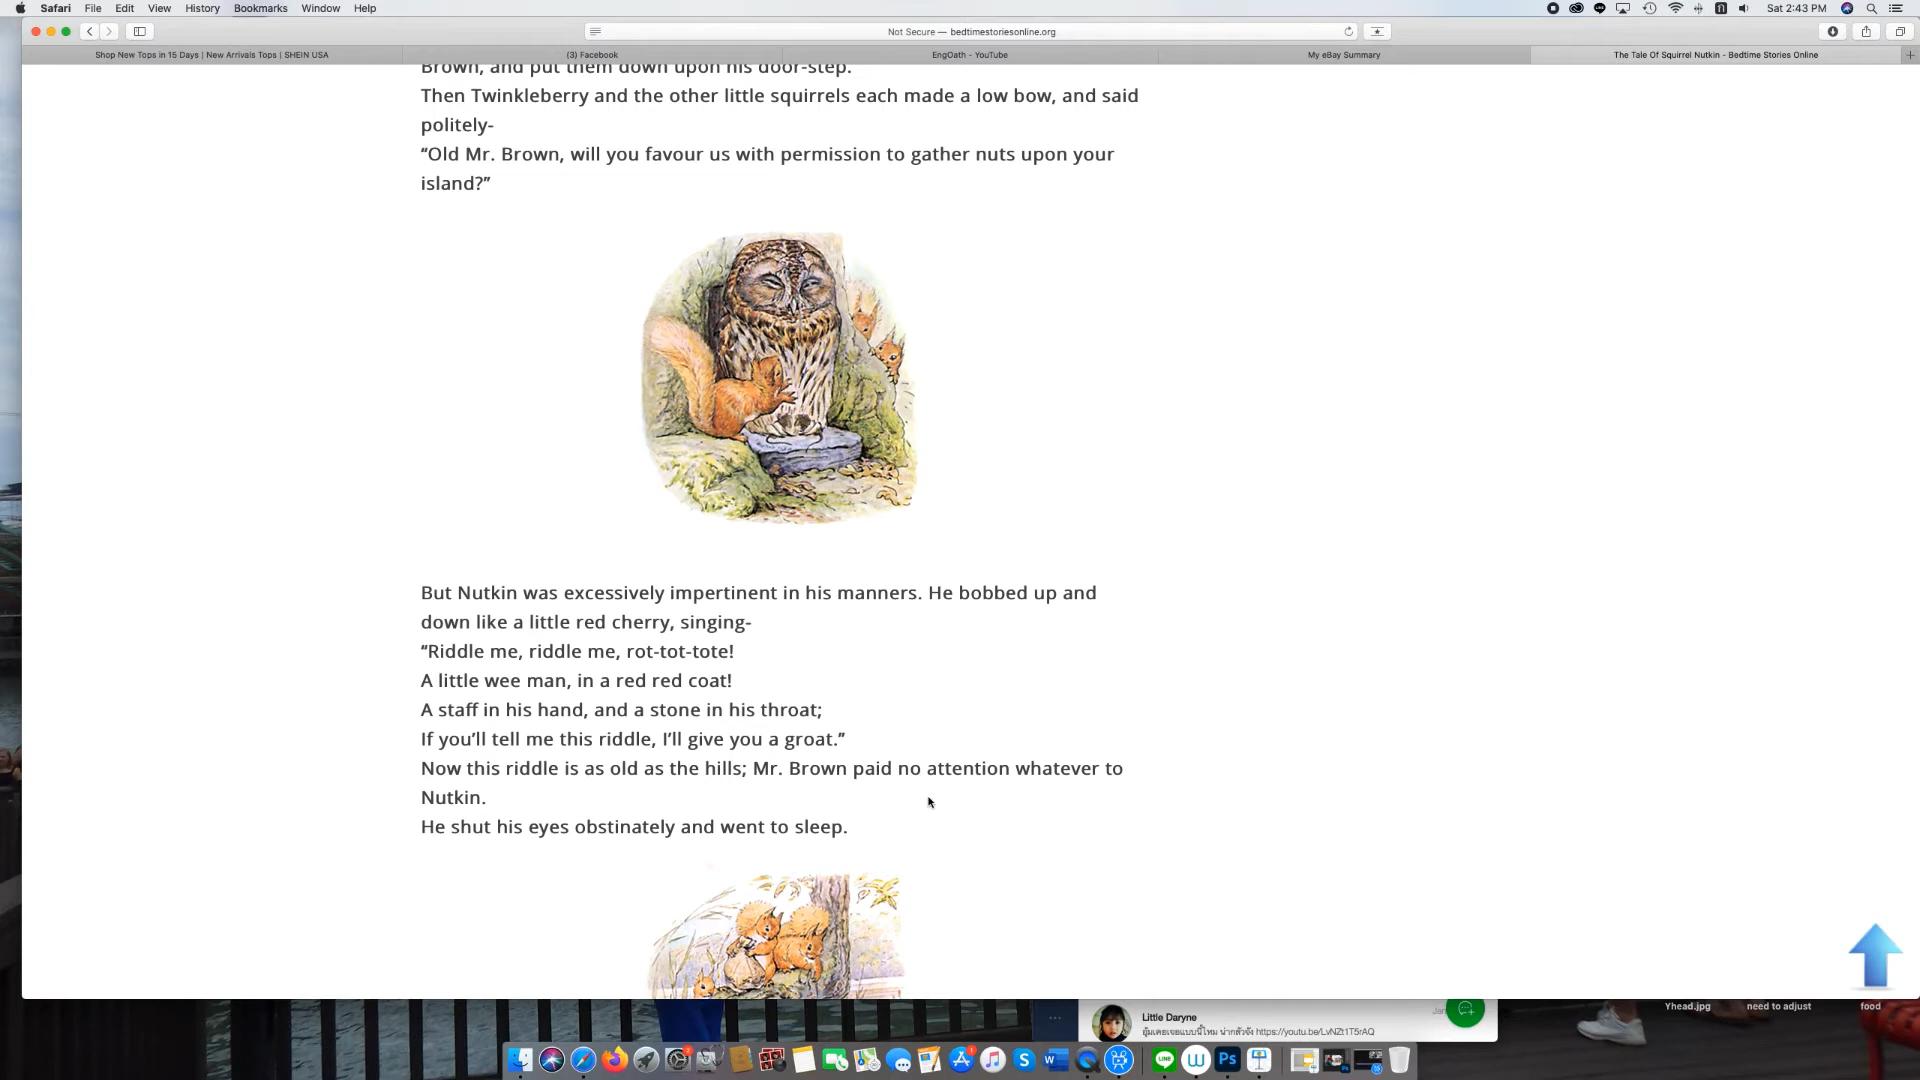 Safari File Edit View History Bookmarks Window Help
Sat 2:43 PM
Not Secure — bedtimestoriesonline.org
Shop New Tops in 15 Days | New Arrivals Tops | SHEIN USA
(3) Facebook
EngOath - YouTube
My eBay Summary
The Tale Of Squirrel Nutkin - Bedtime Stories Online
Brown, and put them down upon his door-step.
Then Twinkleberry and the other little squirrels each made a low bow, and said
politely-
“Old Mr. Brown, will you favour us with permission to gather nuts upon your
island?”
But Nutkin was excessively impertinent in his manners. He bobbed up and
down like a little red cherry, singing-
“Riddle me, riddle me, rot-tot-tote!
A little wee man, in a red red coat!
A staff in his hand, and a stone in his throat;
If you’ll tell me this riddle, I’ll give you a groat.”
Now this riddle is as old as the hills; Mr. Brown paid no attention whatever to
Nutkin.
He shut his eyes obstinately and went to sleep.
Yhead.jpg
need to adjust
food
Little Daryne
https://youtu.be/LvNZt1T5rAQ